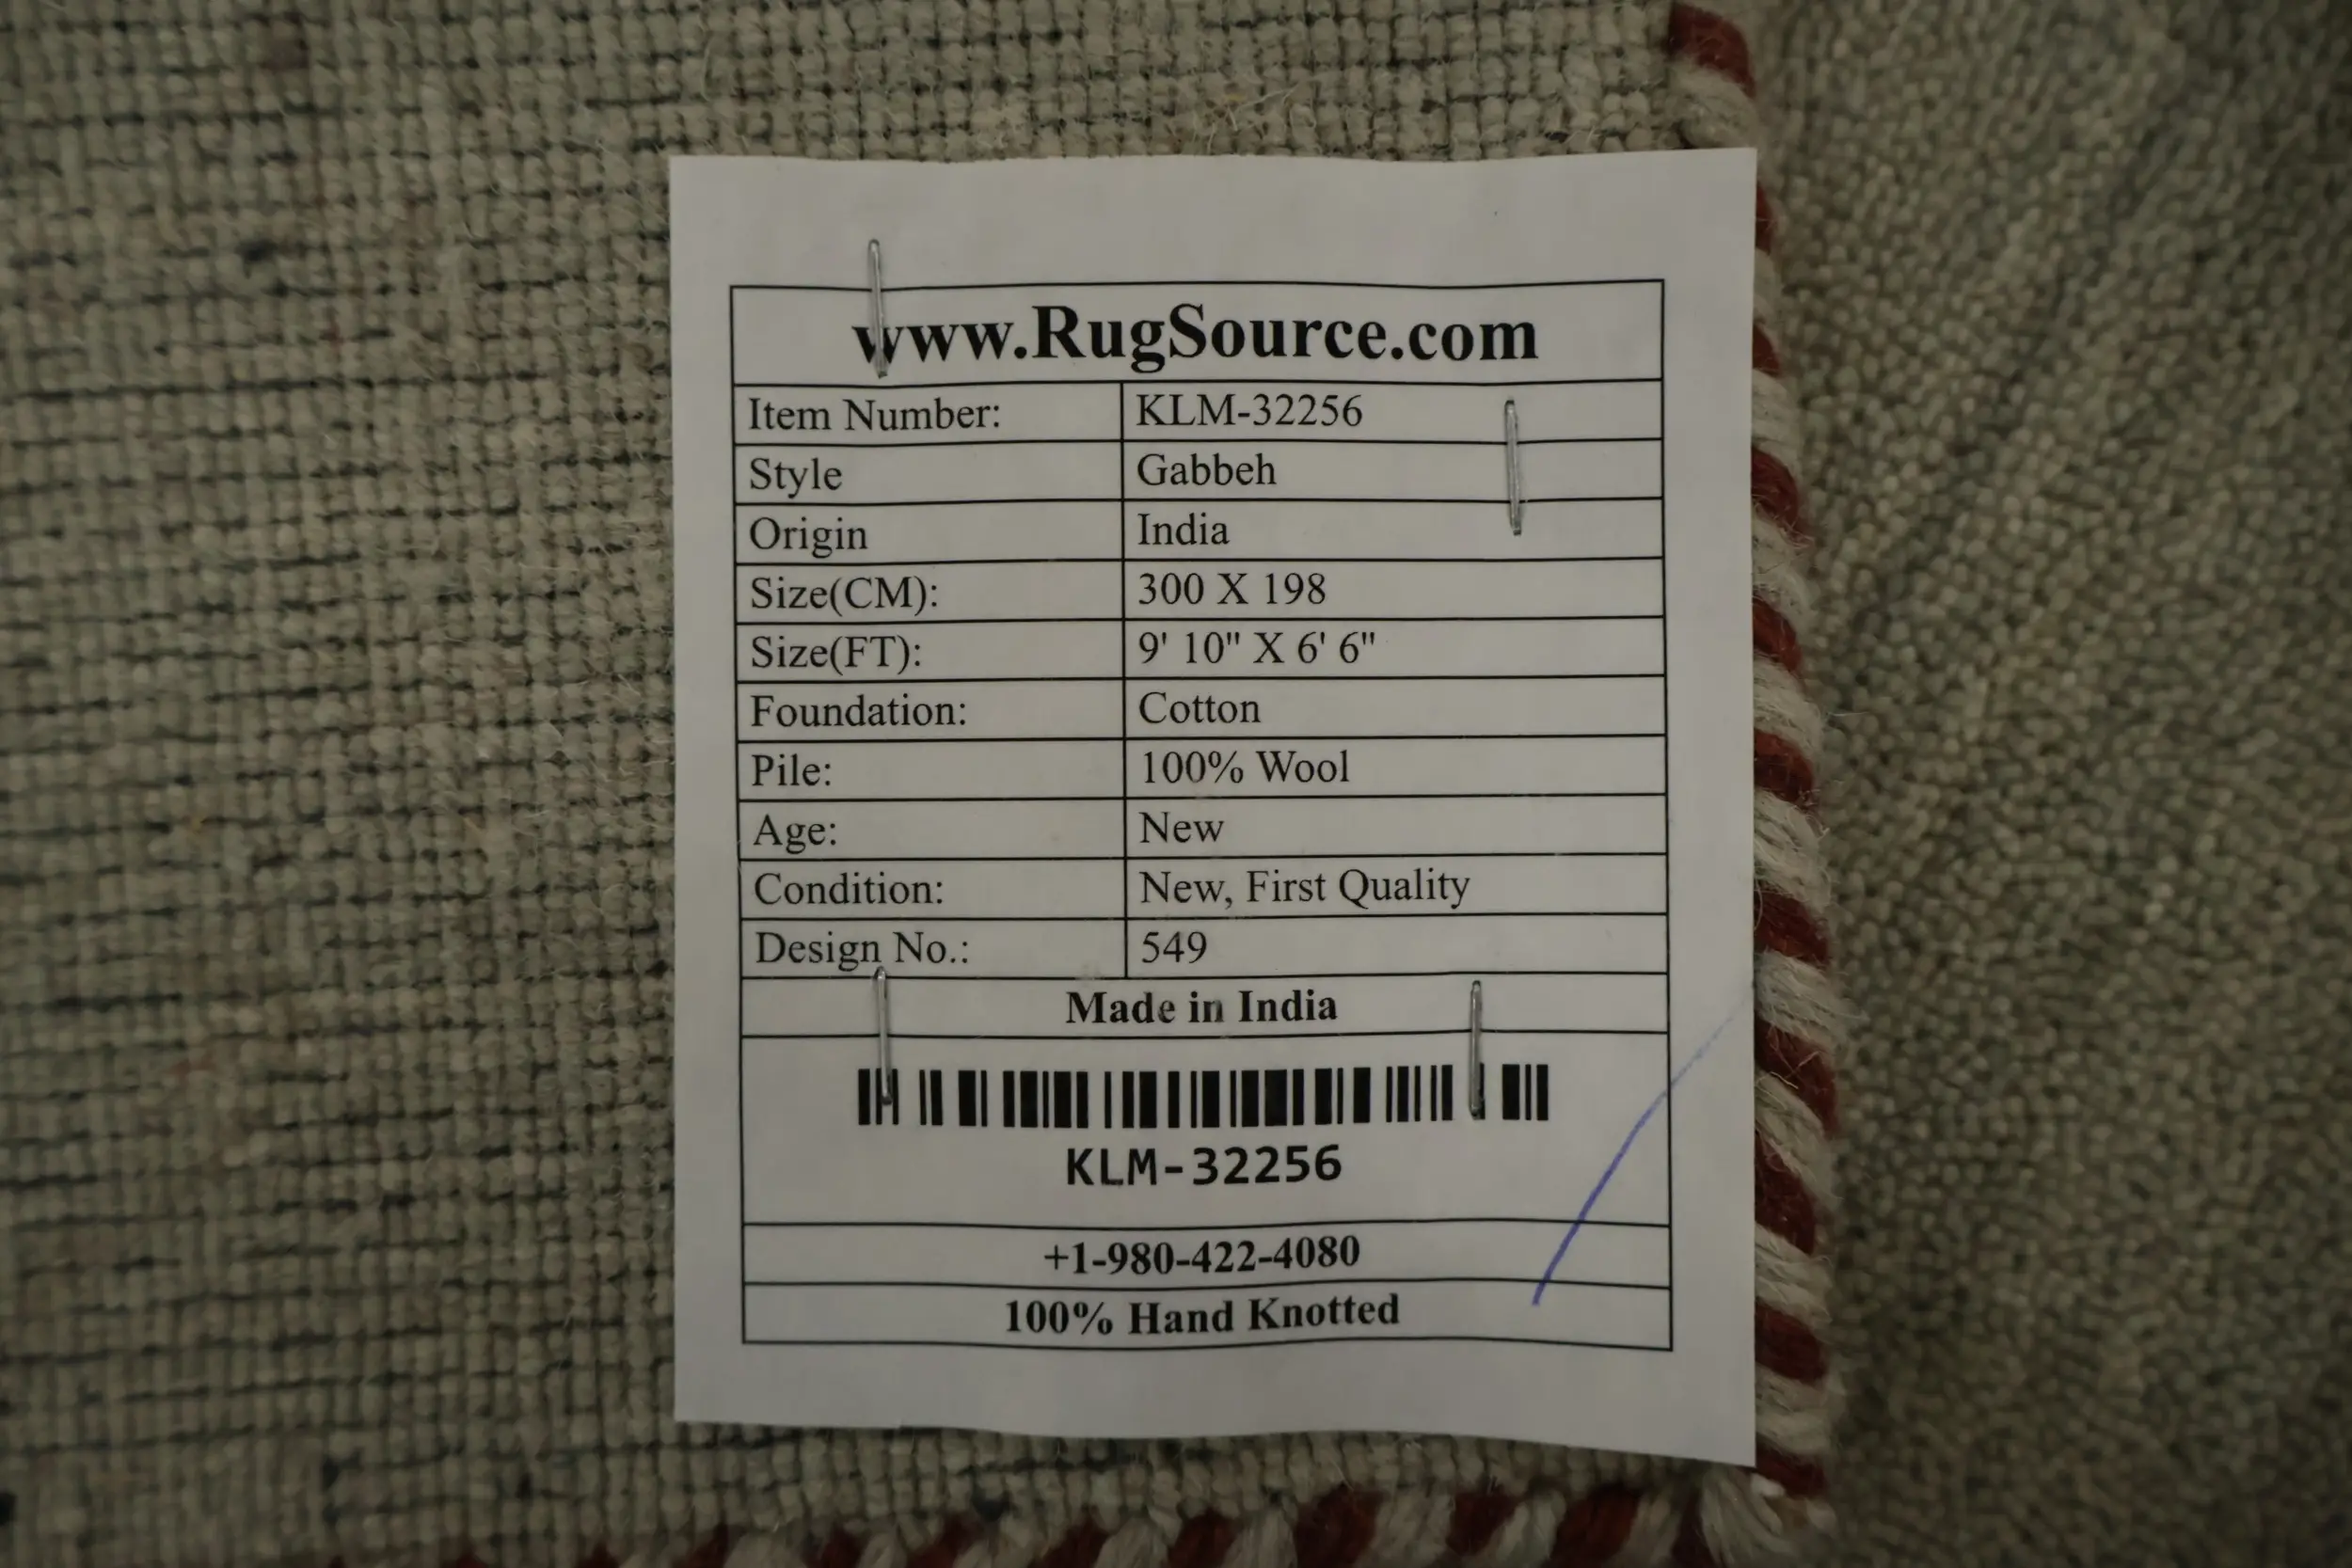 www.RugSource.com
Item Number: KLM-32256
Style Gabbeh
Origin India
Size(CM): 300 X 198
Size(FT): 9' 10" X 6' 6"
Foundation: Cotton
Pile: 100% Wool
Age: New
Condition: New, First Quality
Design No.: 549
Made in India
KLM-32256
+1-980-422-4080
100% Hand Knotted